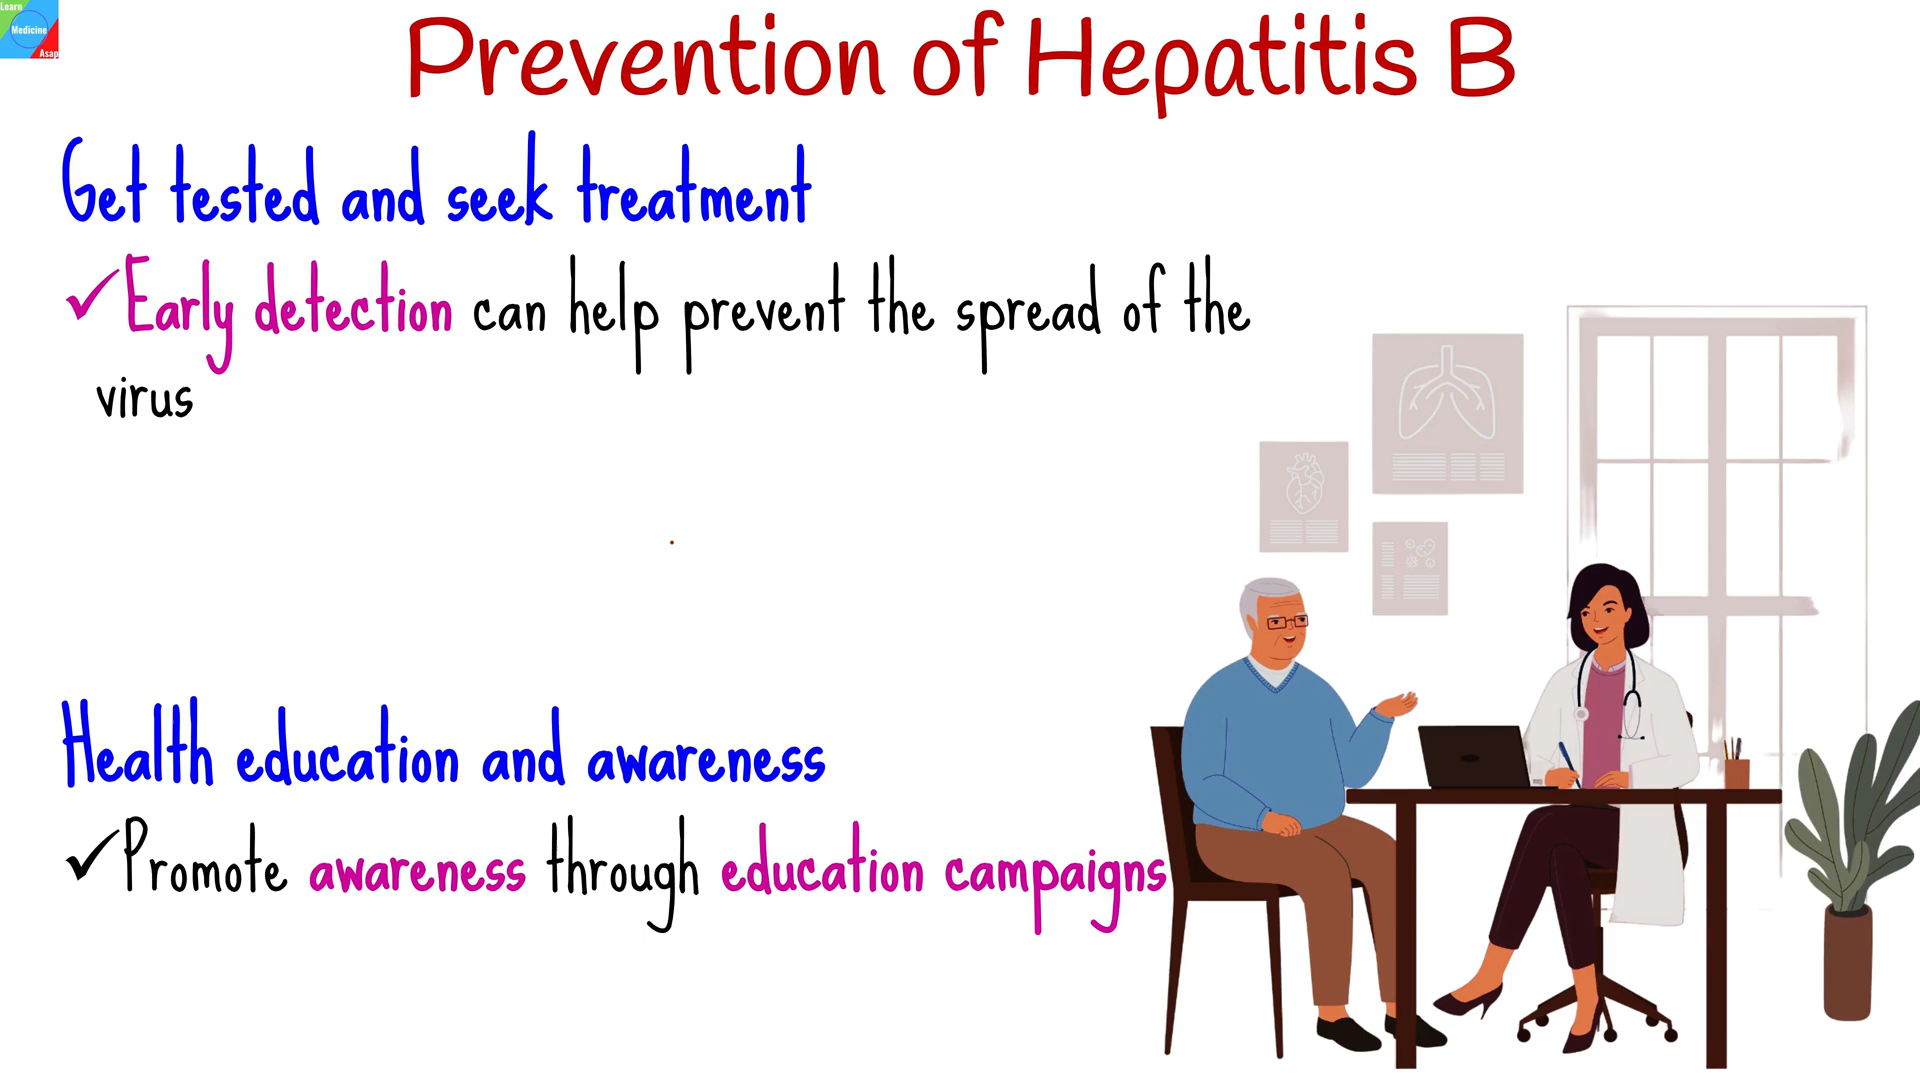 Learn
Medicine
Asap
Prevention of Hepatitis B
Get tested and seek treatment
✓Early detection can help prevent the spread of the
virus
Health education and awareness
✓Promote awareness through education campaigns